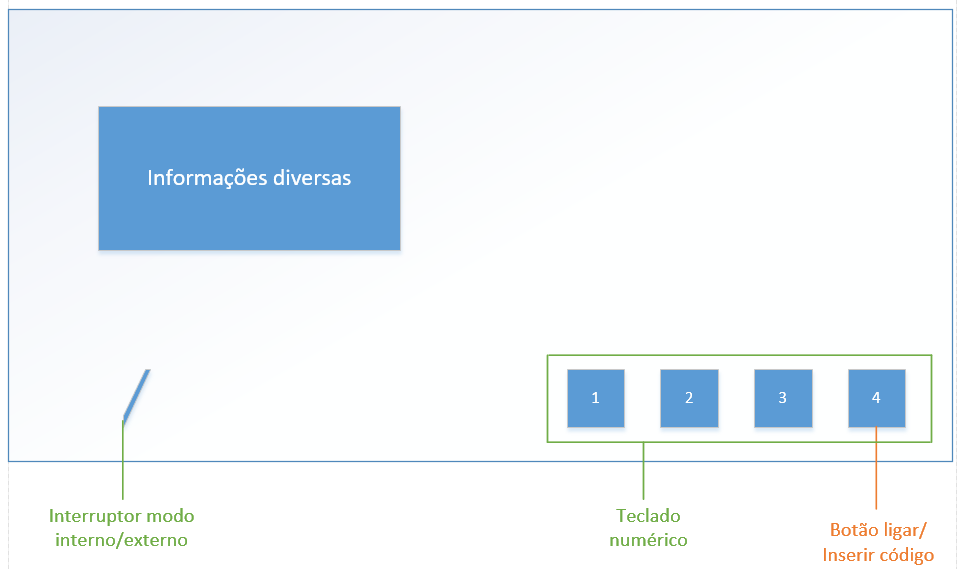 Informações diversas
1
2
3
4
Interruptor modo
interno/externo
Teclado
numérico
Botão ligar/
Inserir código